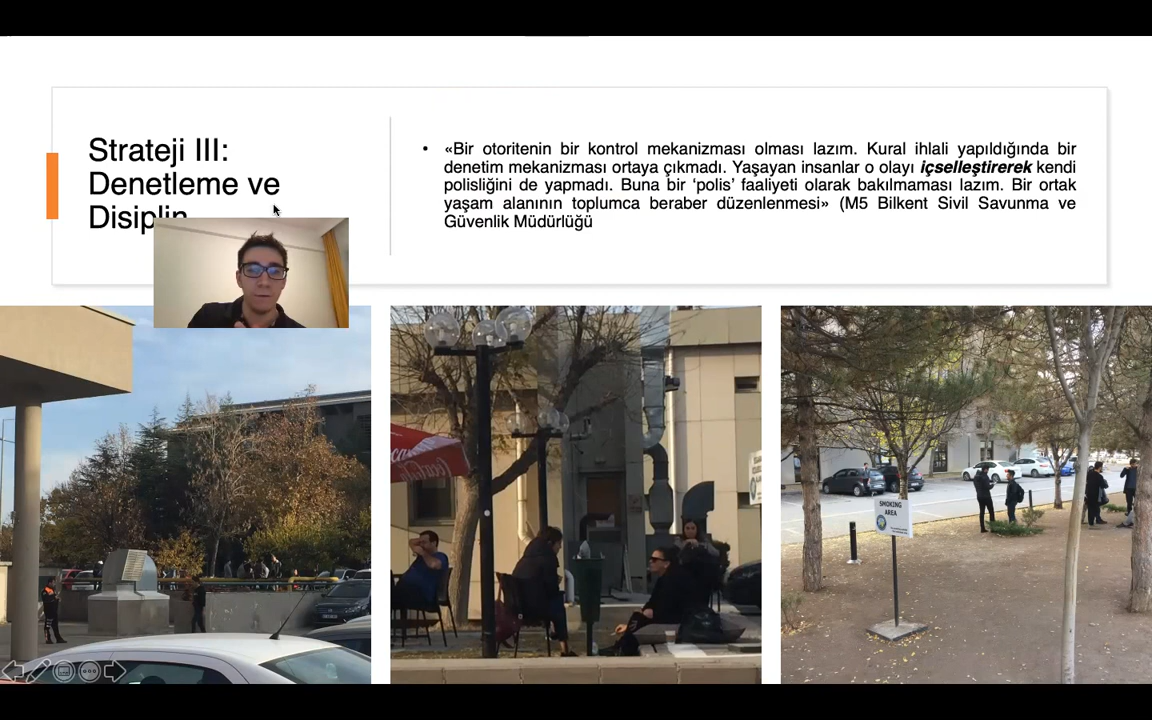 Strateji III:
Denetleme ve
Disiplin
• «Bir otoritenin bir kontrol mekanizması olması lazım. Kural ihlali yapıldığında bir
denetim mekanizması ortaya çıkmadı. Yaşayan insanlar o olayı içselleştirerek kendi
polisliğini de yapmadı. Buna bir ‘polis’ faaliyeti olarak bakılmaması lazım. Bir ortak
yaşam alanının toplumca beraber düzenlenmesi» (M5 Bilkent Sivil Savunma ve
Güvenlik Müdürlüğü
SMOKING
AREA